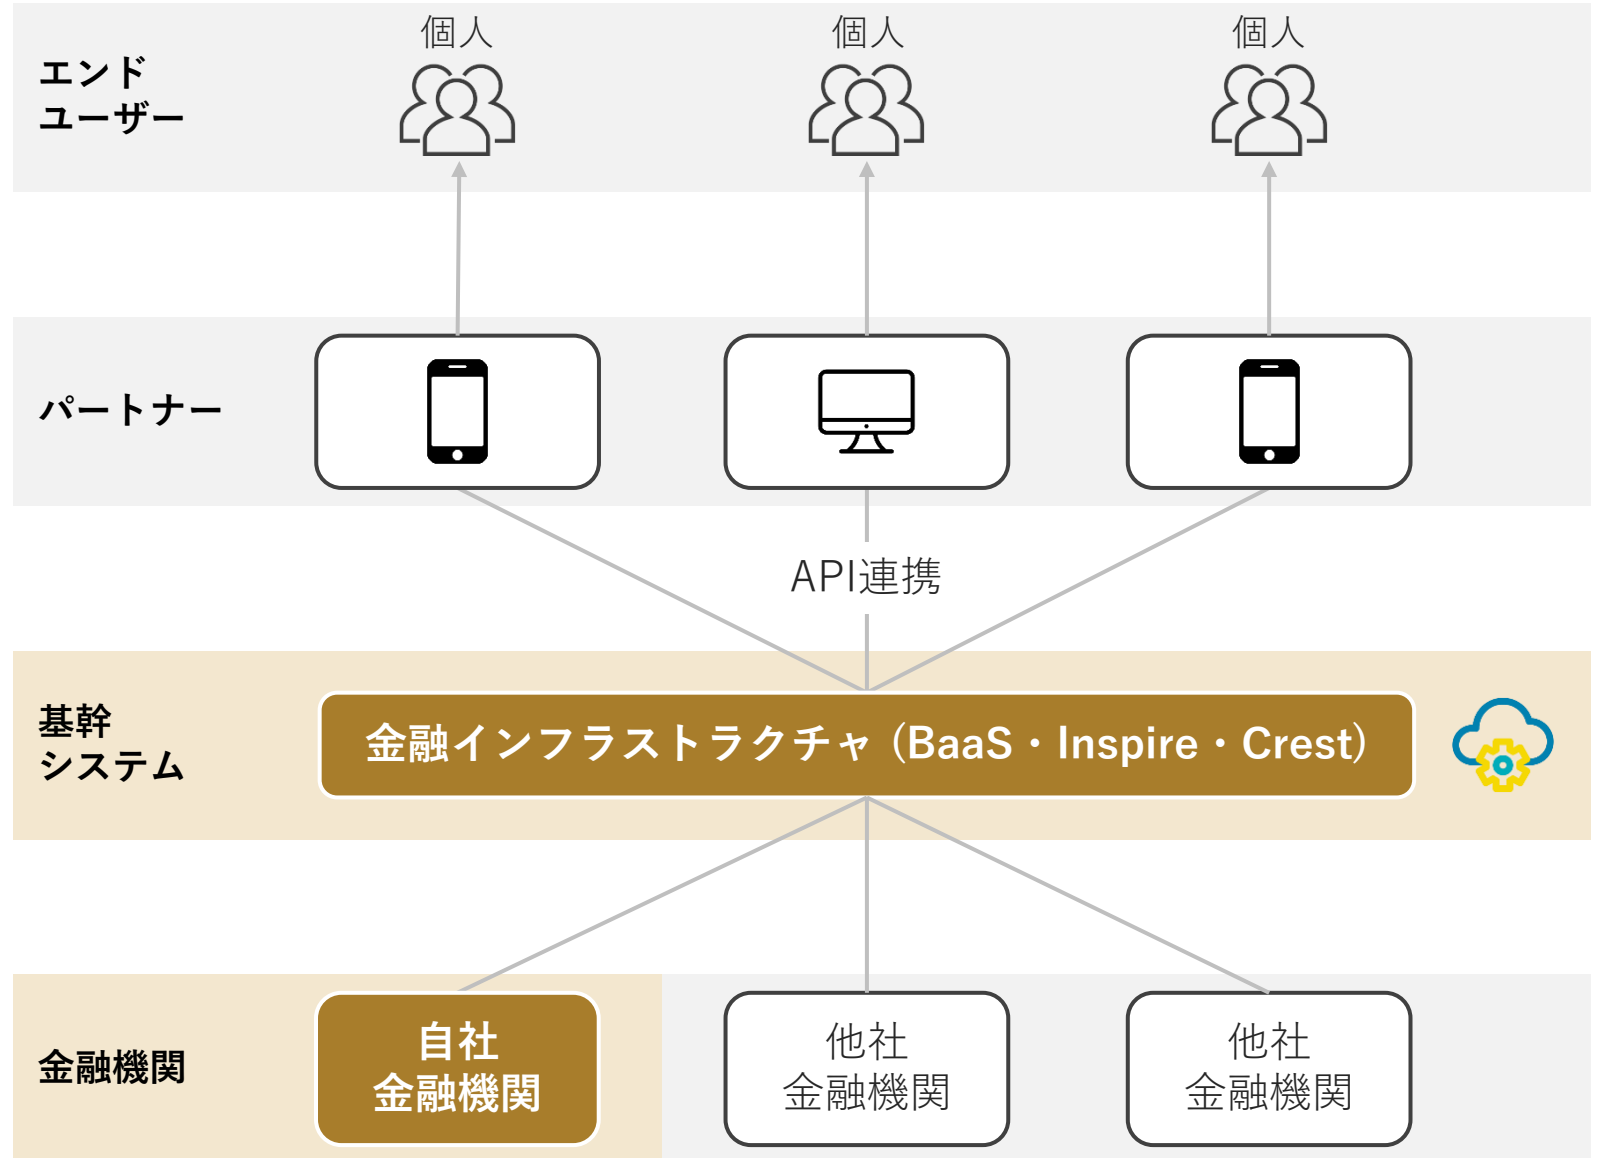 エンド
ユーザー
個人
個人
個人
パートナー
API連携
基幹
システム
金融インフラストラクチャ (BaaS・Inspire・Crest)
金融機関
自社
金融機関
他社
金融機関
他社
金融機関